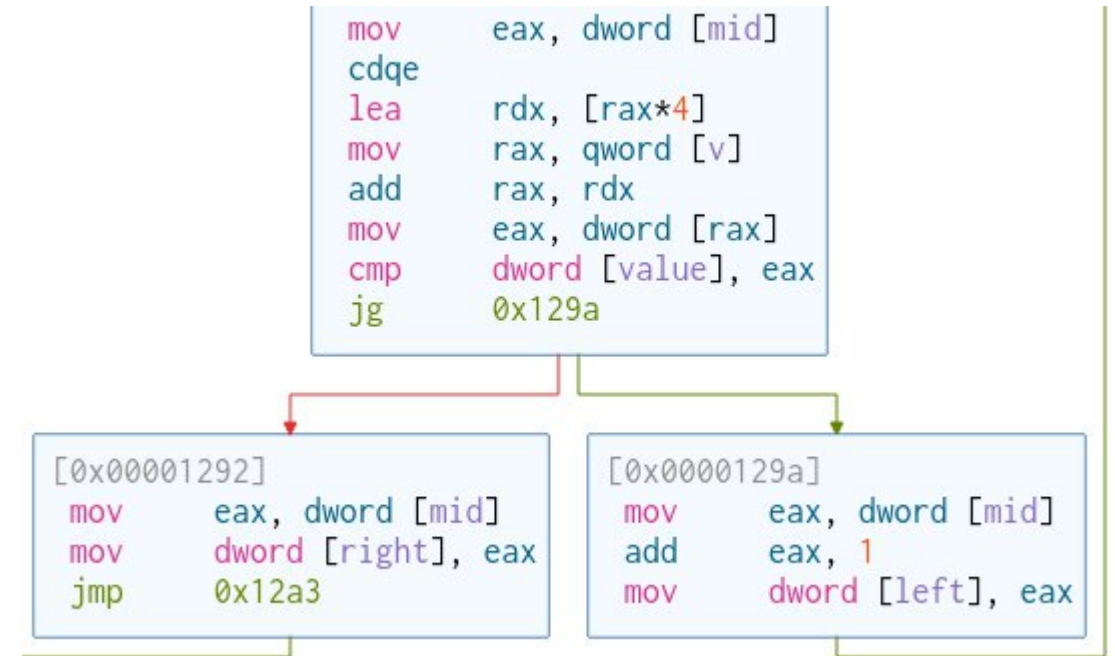 mov eax, dword [mid]
cdqe
lea rdx, [rax*4]
mov rax, qword [v]
add rax, rdx
mov eax, dword [rax]
cmp dword [value], eax
jg 0x129a
[0x00001292]
mov eax, dword [mid]
mov dword [right], eax
jmp 0x12a3
[0x0000129a]
mov eax, dword [mid]
add eax, 1
mov dword [left], eax